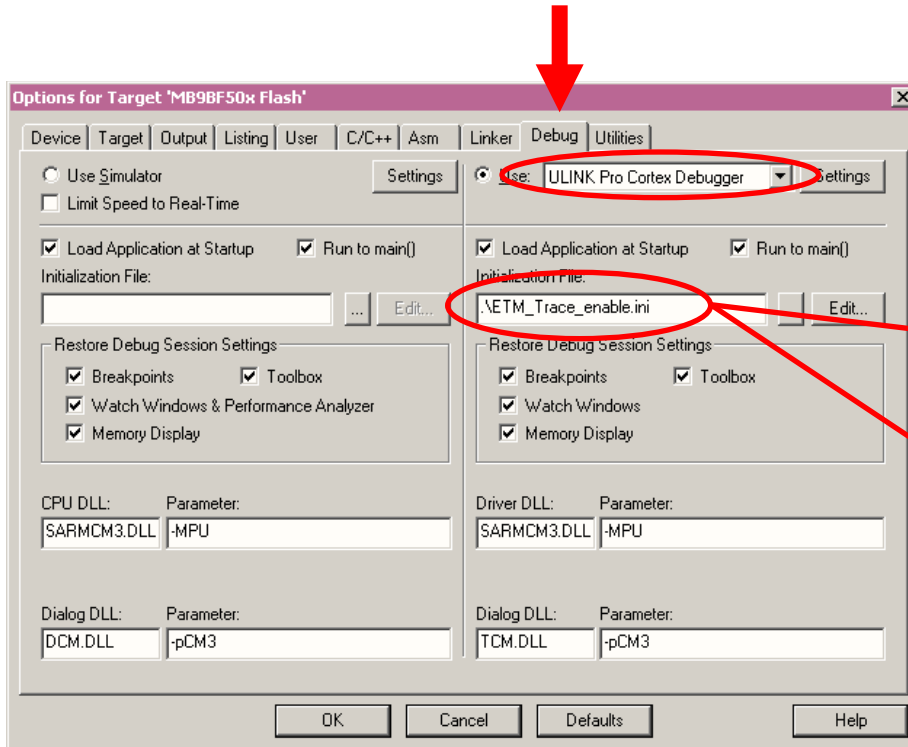 Options for Target 'MB9BF50x Flash'
Device Target Output Listing User C/C++ Asm Linker Debug Utilities
Use Simulator Settings
Limit Speed to Real-Time
Use: ULINK Pro Cortex Debugger Settings
Load Application at Startup Run to main()
Initialization File:
... Edit...
Load Application at Startup Run to main()
Initialization File:
.\ETM_Trace_enable.ini Edit...
Restore Debug Session Settings
Breakpoints Toolbox
Watch Windows & Performance Analyzer
Memory Display
Restore Debug Session Settings
Breakpoints Toolbox
Watch Windows
Memory Display
CPU DLL: Parameter:
SARMCM3.DLL -MPU
Driver DLL: Parameter:
SARMCM3.DLL -MPU
Dialog DLL: Parameter:
DCM.DLL -pCM3
Dialog DLL: Parameter:
TCM.DLL -pCM3
OK Cancel Defaults Help